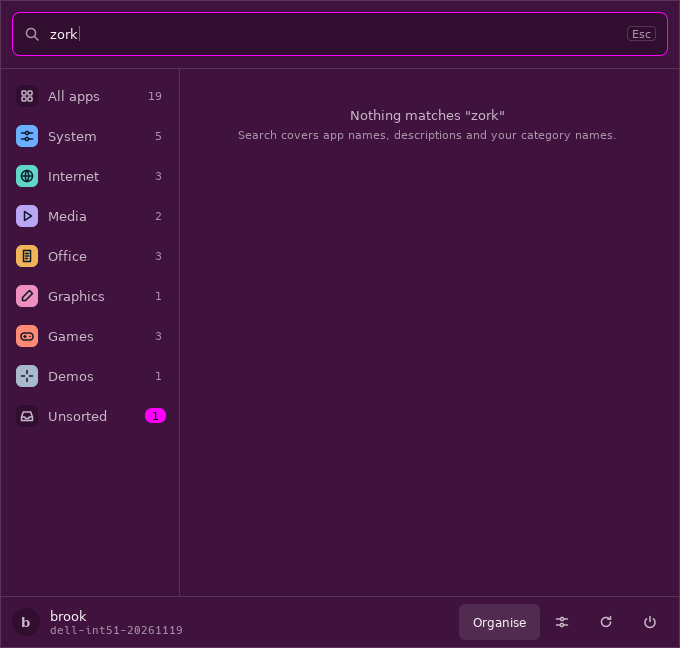 zork
Esc
All apps 19
System 5
Internet 3
Media 2
Office 3
Graphics 1
Games 3
Demos 1
Unsorted 1
Nothing matches "zork"
Search covers app names, descriptions and your category names.
b
brook
dell-int51-20261119
Organise